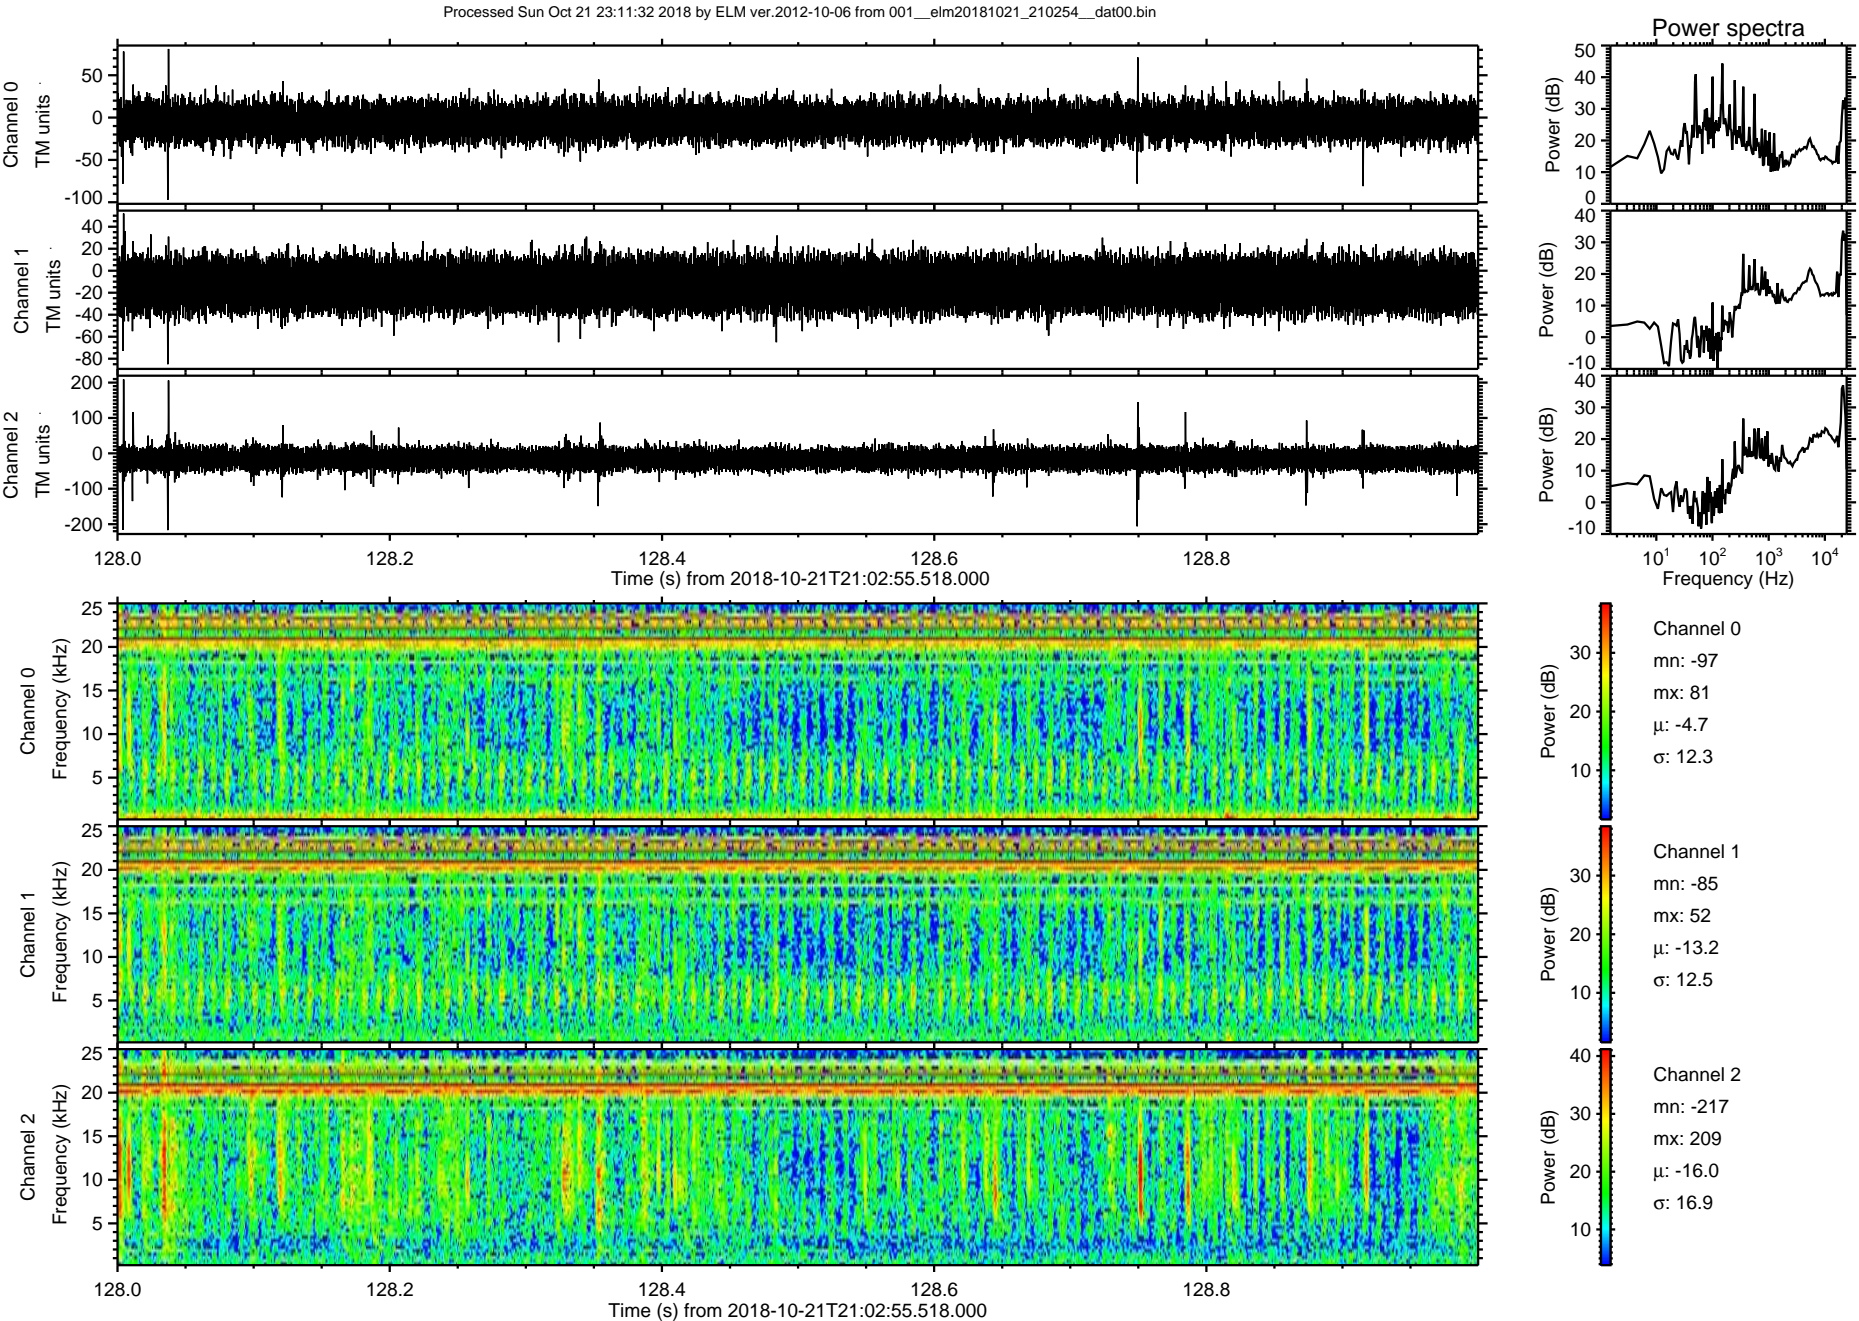 Processed Sun Oct 21 23:11:32 2018 by ELM ver.2012-10-06 from 001__elm20181021_210254__dat00.bin
Power spectra
Channel 0
TM units
50
0
-50
-100
Power (dB)
50
40
30
20
10
0
Channel 1
TM units
40
20
0
-20
-40
-60
-80
Power (dB)
40
30
20
10
0
-10
Channel 2
TM units
200
100
0
-100
-200
Power (dB)
40
30
20
10
0
-10
128.0 128.2 128.4 128.6 128.8
Time (s) from 2018-10-21T21:02:55.518.000
10¹ 10² 10³ 10⁴
Frequency (Hz)
Channel 0
Frequency (kHz)
25
20
15
10
5
Power (dB)
30
20
10
Channel 0
mn: -97
mx: 81
µ: -4.7
σ: 12.3
Channel 1
Frequency (kHz)
25
20
15
10
5
Power (dB)
30
20
10
Channel 1
mn: -85
mx: 52
µ: -13.2
σ: 12.5
Channel 2
Frequency (kHz)
25
20
15
10
5
Power (dB)
40
30
20
10
Channel 2
mn: -217
mx: 209
µ: -16.0
σ: 16.9
128.0 128.2 128.4 128.6 128.8
Time (s) from 2018-10-21T21:02:55.518.000